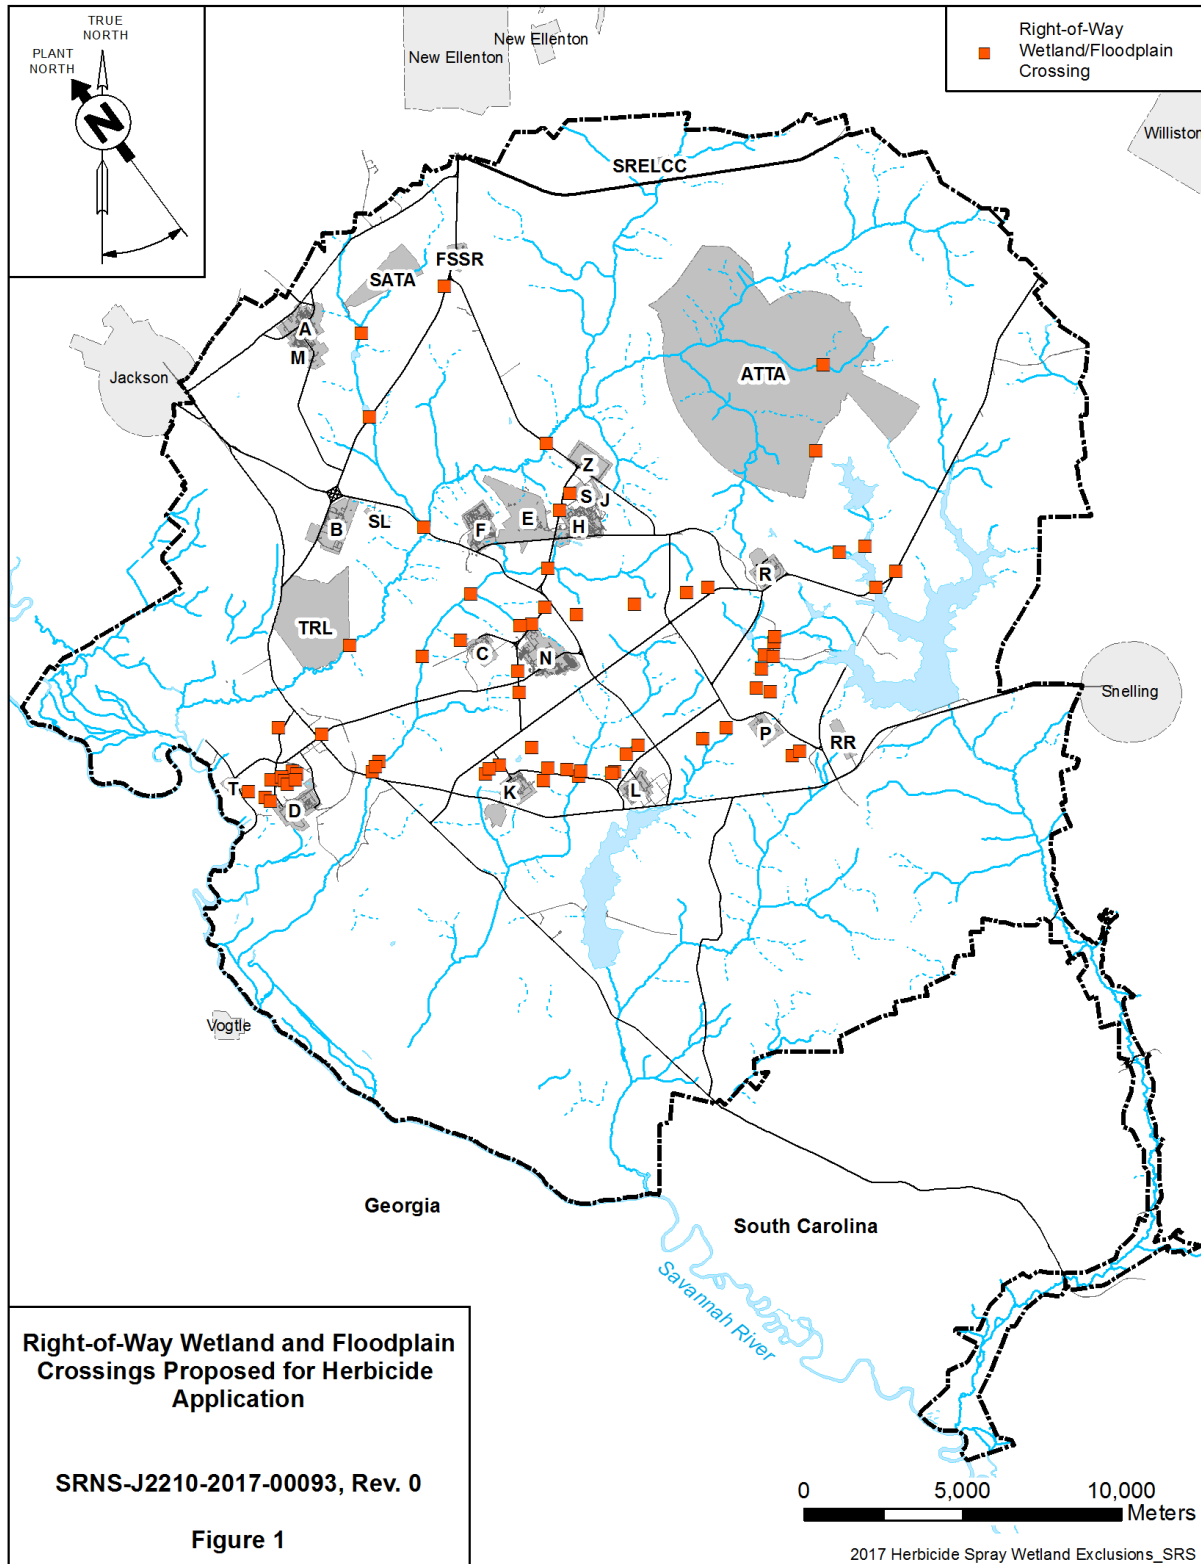 TRUE
NORTH
PLANT
NORTH
New Ellenton
New Ellenton
Right-of-Way
Wetland/Floodplain
Crossing
Williston
N
SRELCC
FSSR
SATA
A
M
Jackson
ATTA
Z
S
J
B
SL
F
E
H
R
TRL
C
N
Snelling
P
RR
T
D
K
L
Vogtle
Georgia
South Carolina
Savannah River
Right-of-Way Wetland and Floodplain
Crossings Proposed for Herbicide
Application
SRNS-J2210-2017-00093, Rev. 0
Figure 1
0 5,000 10,000
Meters
2017 Herbicide Spray Wetland Exclusions_SRS